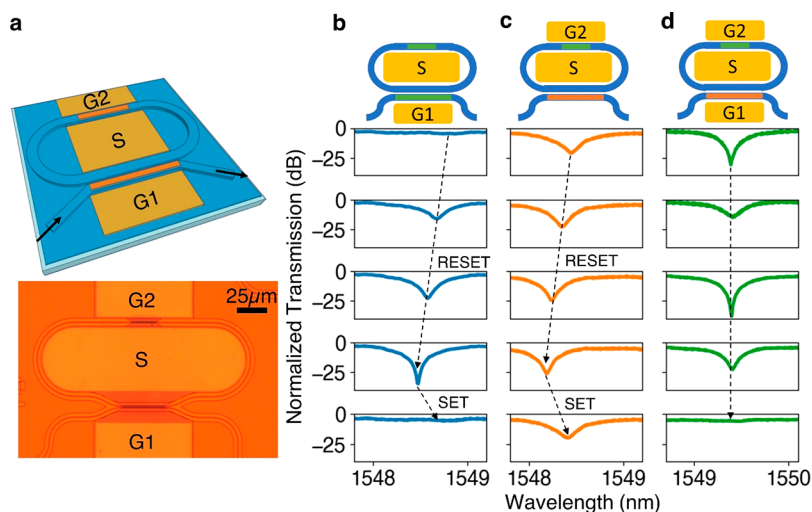 a
G2
S
G1
G2
25µm
S
G1
b
S
G1
c
G2
S
d
G2
S
G1
Normalized Transmission (dB)
0
−25
0
−25
0
−25
0
−25
0
−25
RESET
SET
RESET
SET
1548
1549
1548
1549
1549
1550
Wavelength (nm)